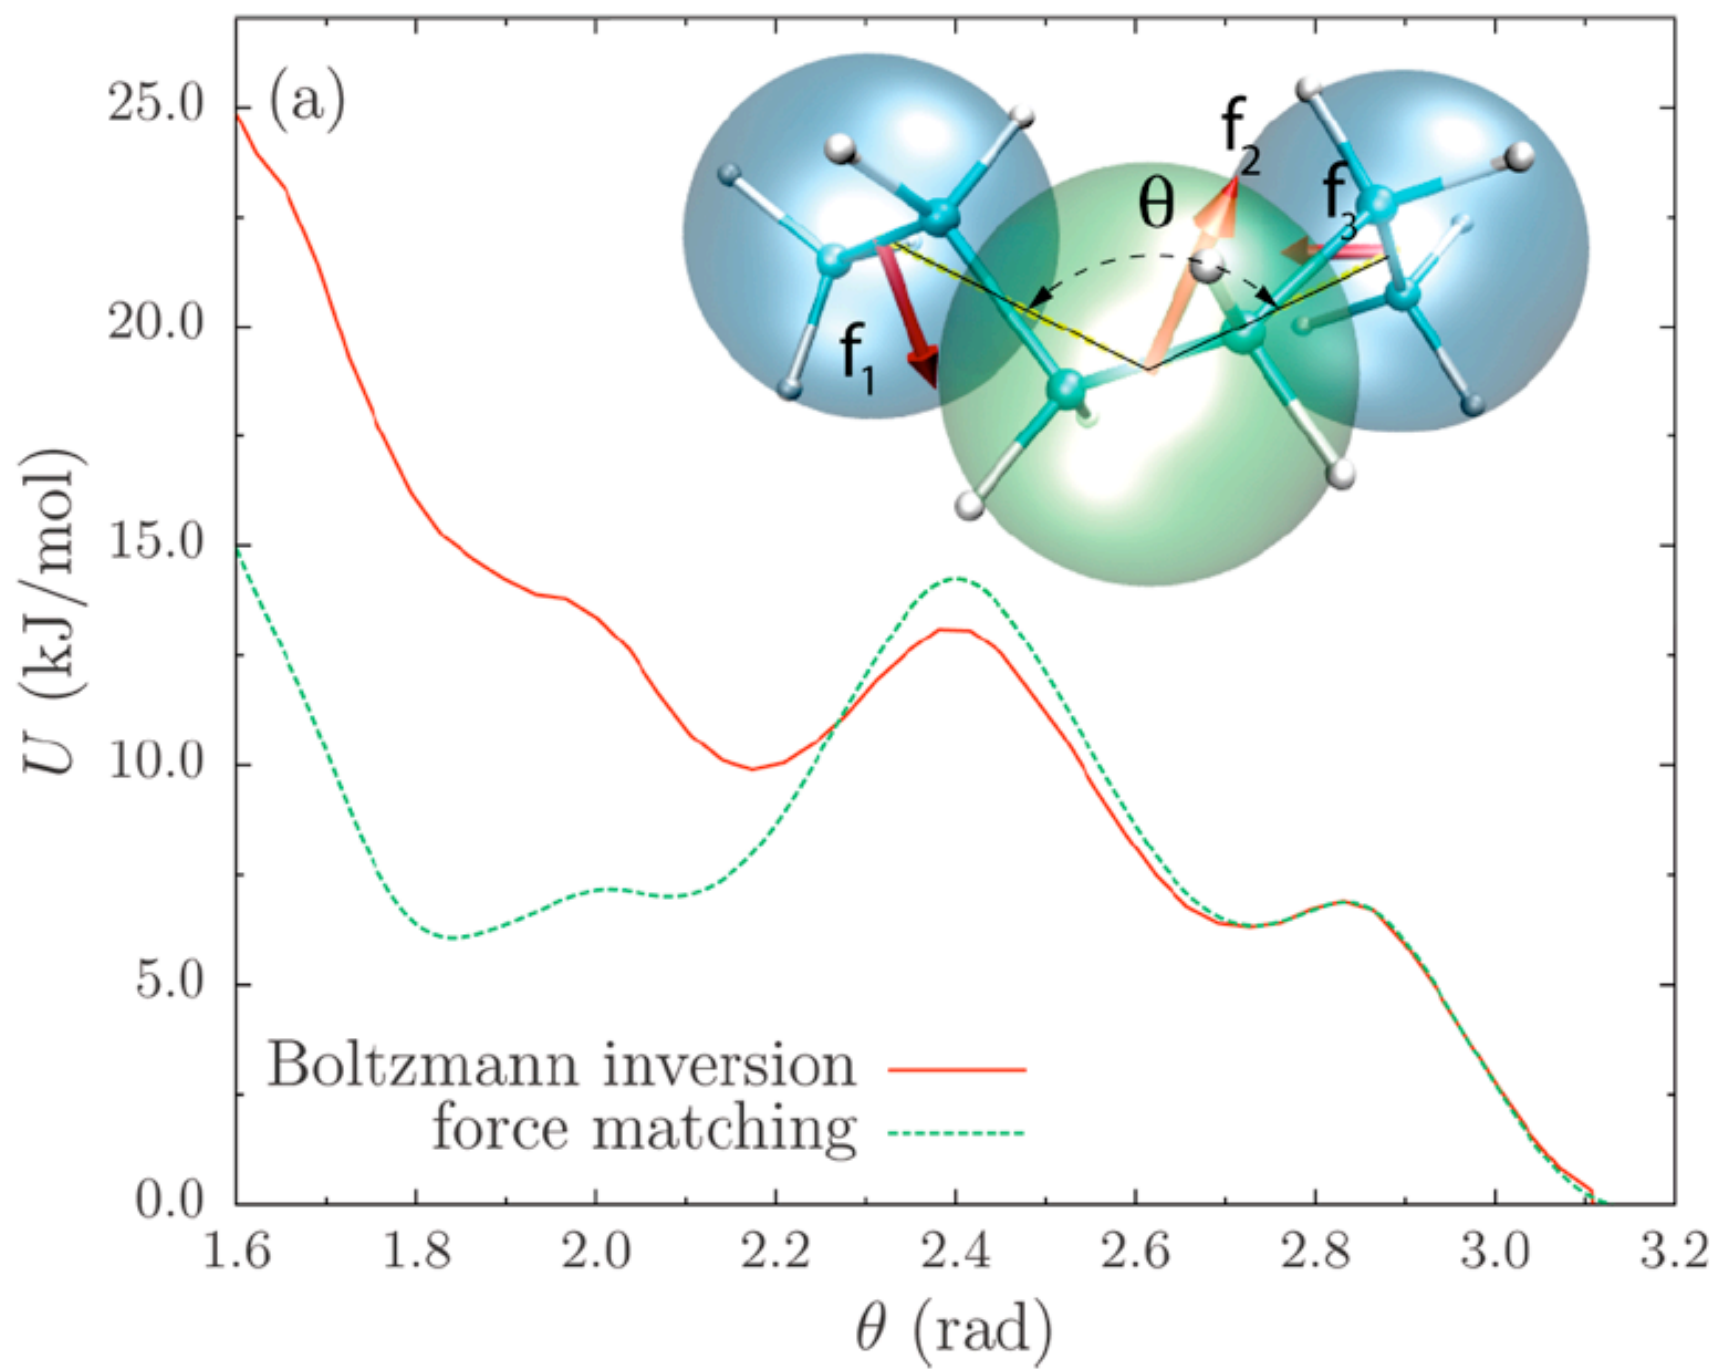 (a)
25.0
20.0
15.0
10.0
5.0
0.0
U (kJ/mol)
f2
θ
f3
f1
Boltzmann inversion
force matching
1.6 1.8 2.0 2.2 2.4 2.6 2.8 3.0 3.2
θ (rad)